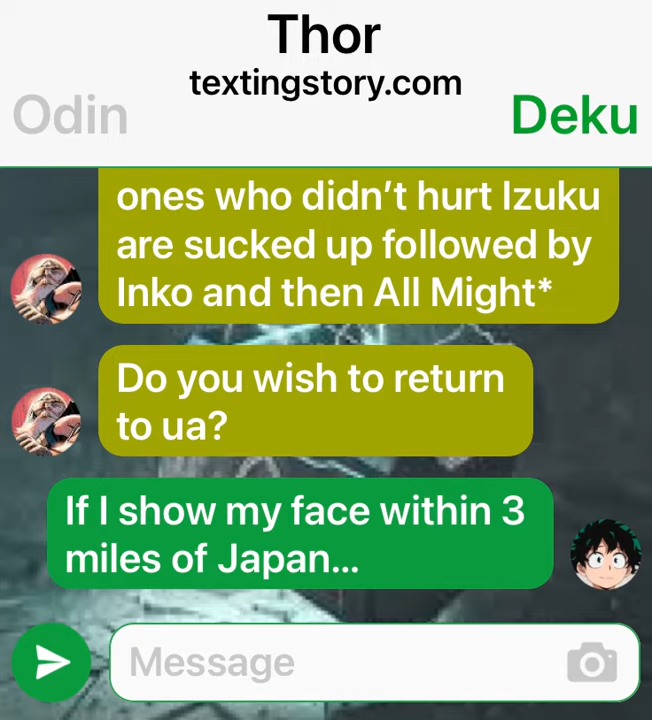 Thor
textingstory.com
Odin
Deku
ones who didn't hurt Izuku
are sucked up followed by
Inko and then All Might*
Do you wish to return
to ua?
If I show my face within 3
miles of Japan...
Message